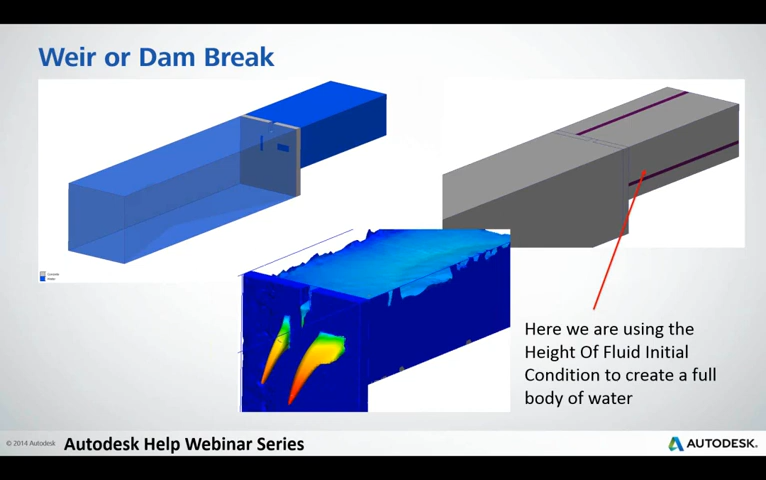 Weir or Dam Break
Here we are using the
Height Of Fluid Initial
Condition to create a full
body of water
© 2014 Autodesk
Autodesk Help Webinar Series
AUTODESK.